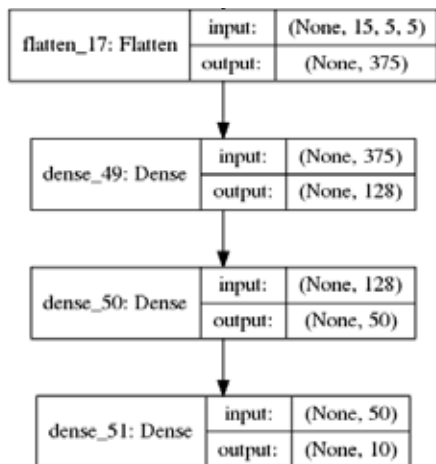 flatten_17: Flatten
input: (None, 15, 5, 5)
output: (None, 375)
dense_49: Dense
input: (None, 375)
output: (None, 128)
dense_50: Dense
input: (None, 128)
output: (None, 50)
dense_51: Dense
input: (None, 50)
output: (None, 10)